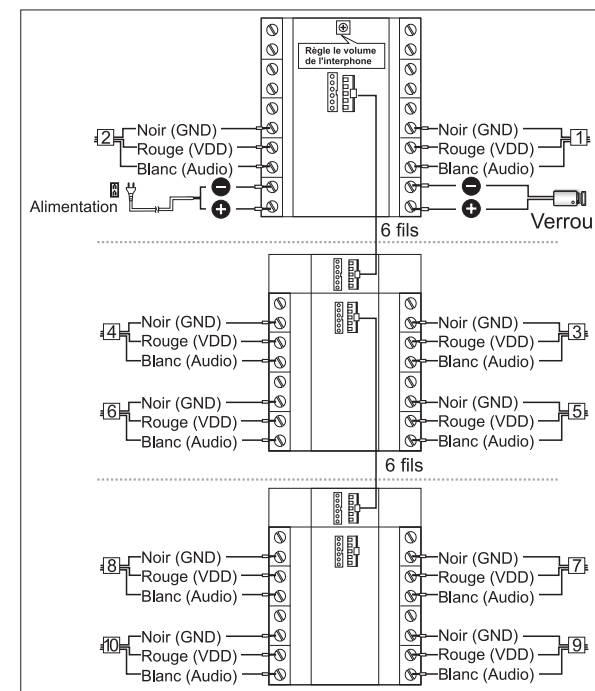 Règle le volume
de l'interphone
2
Noir (GND)
Rouge (VDD)
Blanc (Audio)
Noir (GND)
Rouge (VDD)
Blanc (Audio)
1
Alimentation
−
+
−
+
Verrou
6 fils
4
Noir (GND)
Rouge (VDD)
Blanc (Audio)
Noir (GND)
Rouge (VDD)
Blanc (Audio)
3
6
Noir (GND)
Rouge (VDD)
Blanc (Audio)
Noir (GND)
Rouge (VDD)
Blanc (Audio)
5
6 fils
8
Noir (GND)
Rouge (VDD)
Blanc (Audio)
Noir (GND)
Rouge (VDD)
Blanc (Audio)
7
10
Noir (GND)
Rouge (VDD)
Blanc (Audio)
Noir (GND)
Rouge (VDD)
Blanc (Audio)
9